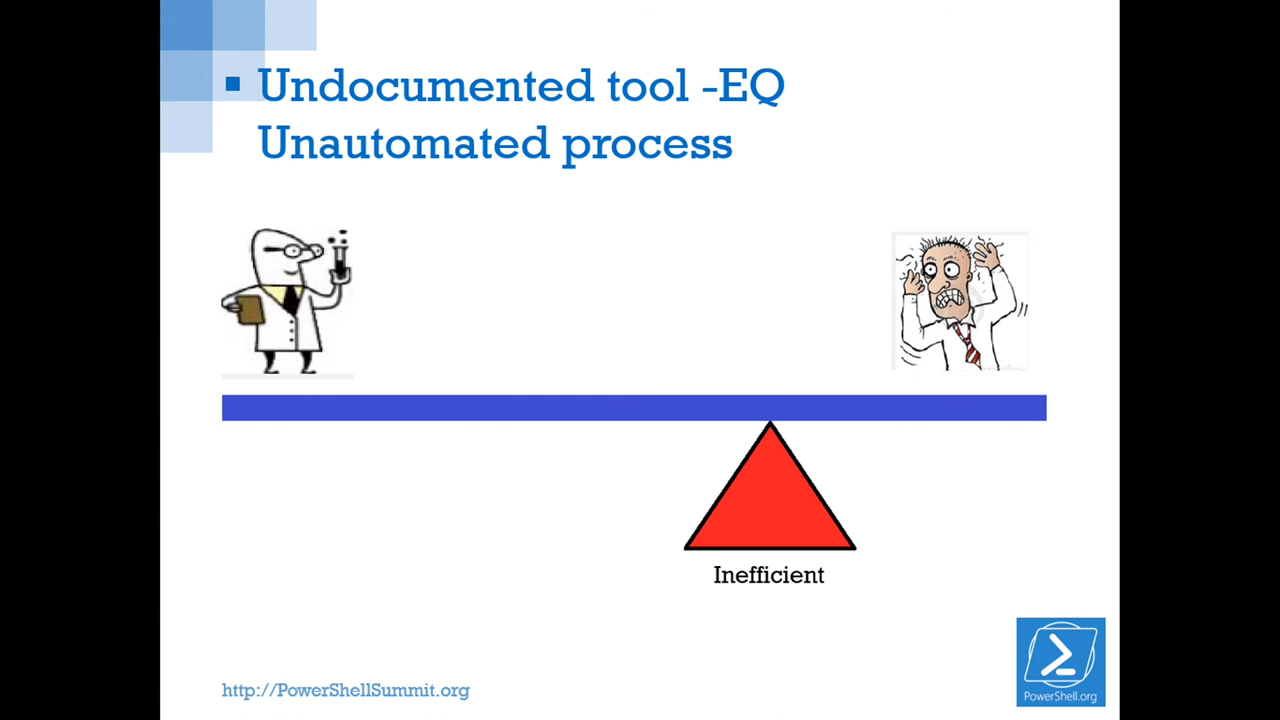 Undocumented tool -EQ
Unautomated process
Inefficient
http://PowerShellSummit.org
PowerShell.org